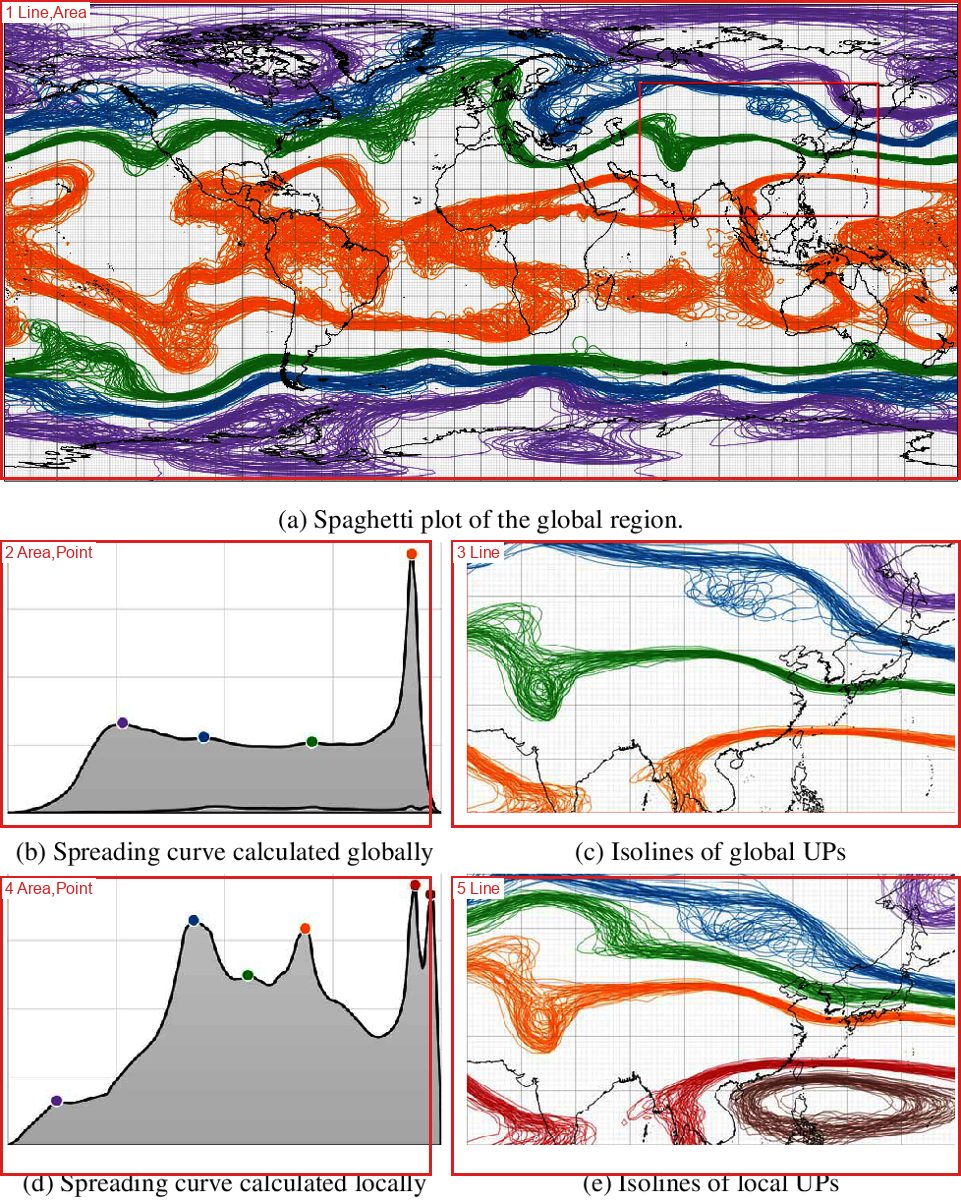 1 Line,Area
(a) Spaghetti plot of the global region.
2 Area,Point
3 Line
(b) Spreading curve calculated globally
(c) Isolines of global UPs
4 Area,Point
5 Line
(d) Spreading curve calculated locally
(e) Isolines of local UPs